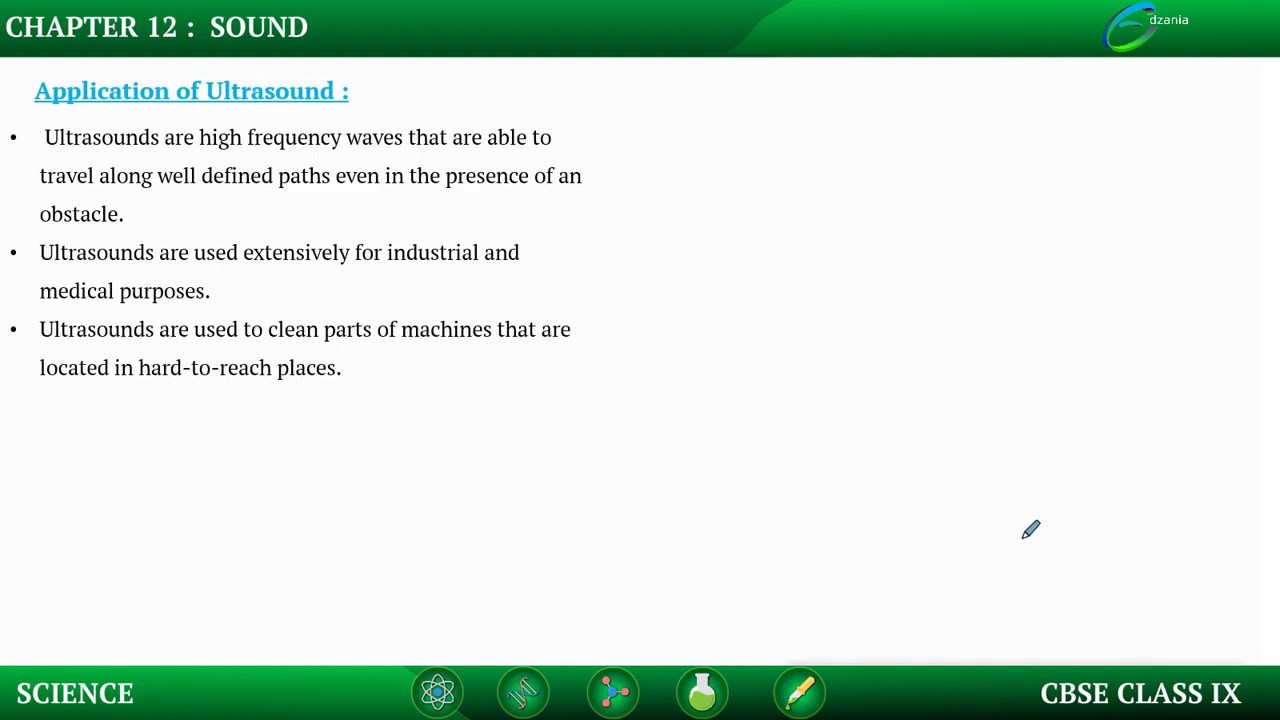 CHAPTER 12 : SOUND
dzania
Application of Ultrasound :
• Ultrasounds are high frequency waves that are able to
travel along well defined paths even in the presence of an
obstacle.
• Ultrasounds are used extensively for industrial and
medical purposes.
• Ultrasounds are used to clean parts of machines that are
located in hard-to-reach places.
SCIENCE
CBSE CLASS IX